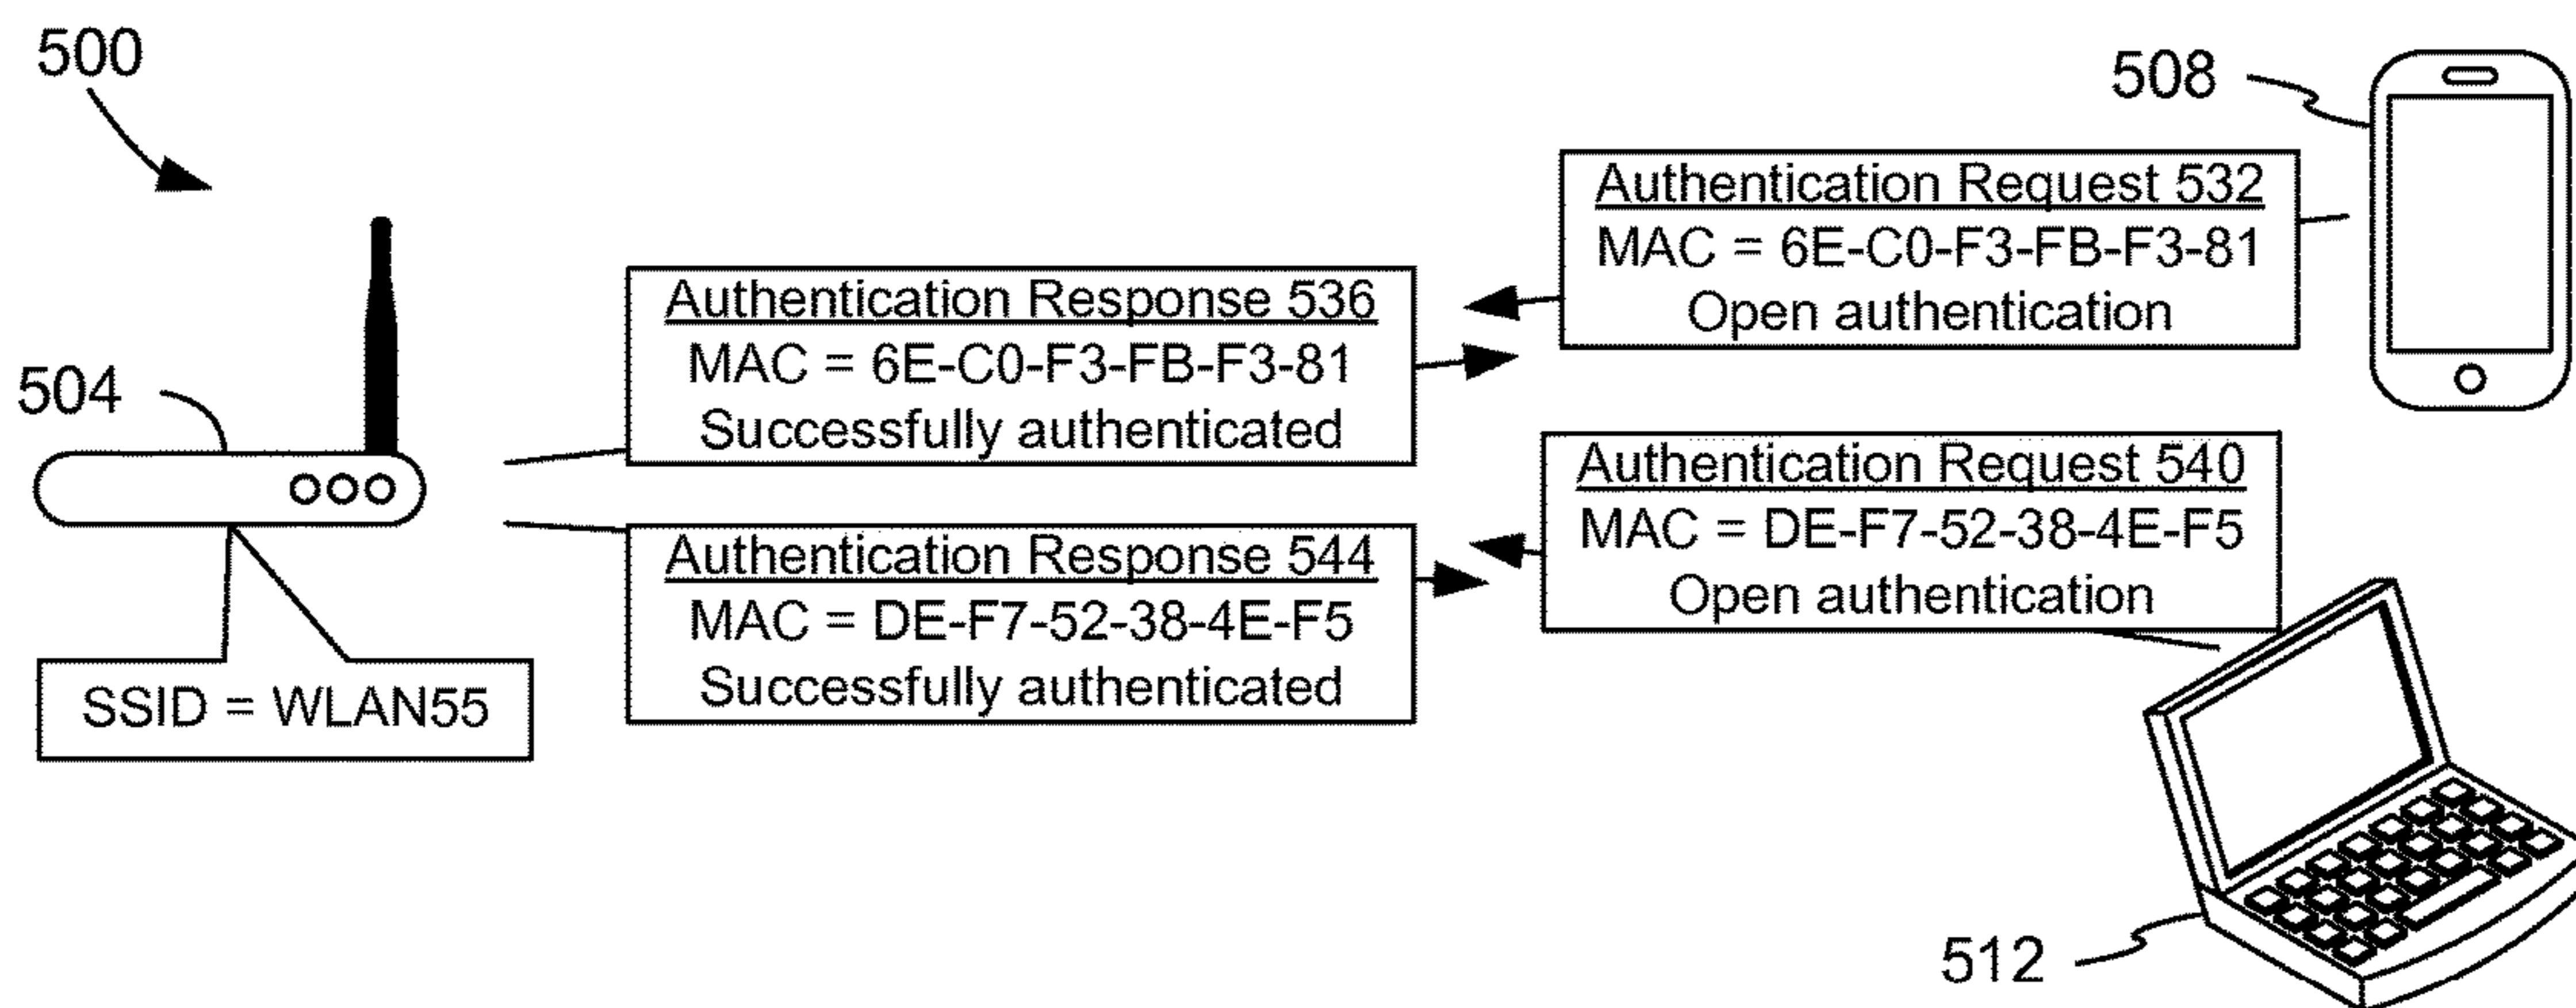 500
508
Authentication Request 532
MAC = 6E-C0-F3-FB-F3-81
Open authentication
Authentication Response 536
MAC = 6E-C0-F3-FB-F3-81
Successfully authenticated
504
Authentication Request 540
MAC = DE-F7-52-38-4E-F5
Open authentication
Authentication Response 544
MAC = DE-F7-52-38-4E-F5
Successfully authenticated
SSID = WLAN55
512